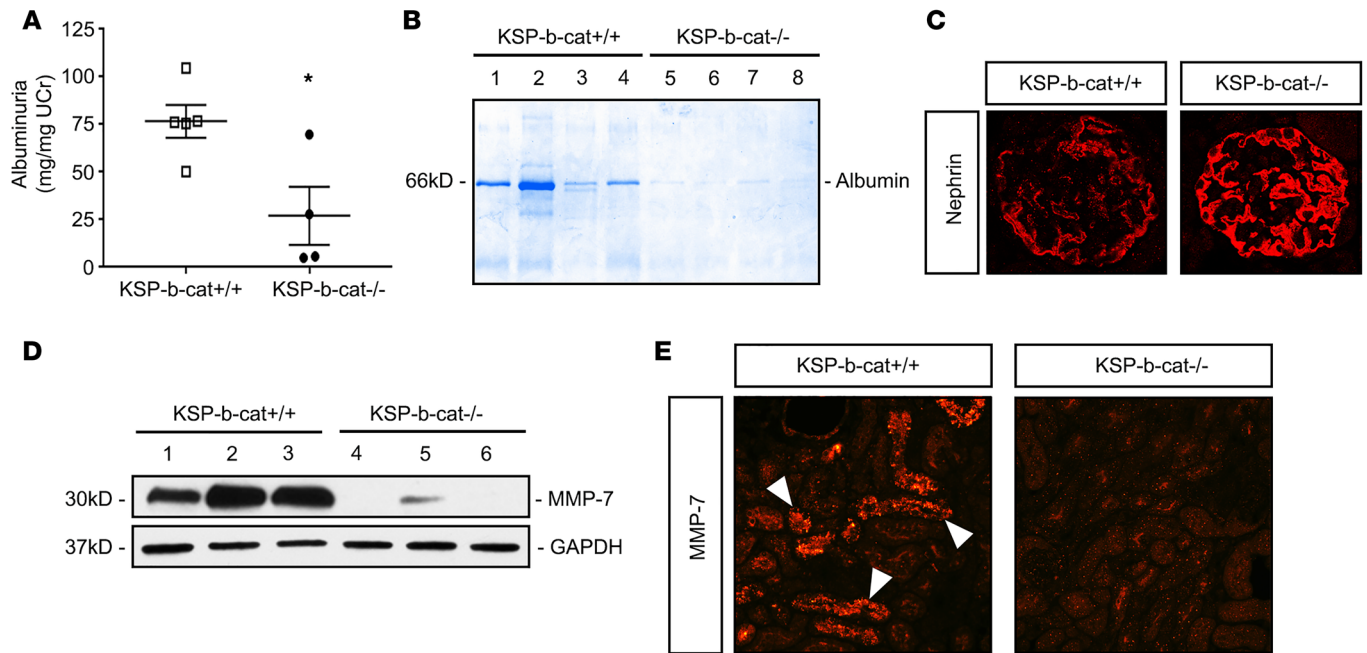 A
125
100
75
50
25
0
Albuminuria
(mg/mg UCr)
*
KSP-b-cat+/+ KSP-b-cat-/-
B
KSP-b-cat+/+ KSP-b-cat-/-
1 2 3 4 5 6 7 8
66kD - - Albumin
C
KSP-b-cat+/+ KSP-b-cat-/-
Nephrin
D
KSP-b-cat+/+ KSP-b-cat-/-
1 2 3 4 5 6
30kD - - MMP-7
37kD - - GAPDH
E
KSP-b-cat+/+ KSP-b-cat-/-
MMP-7